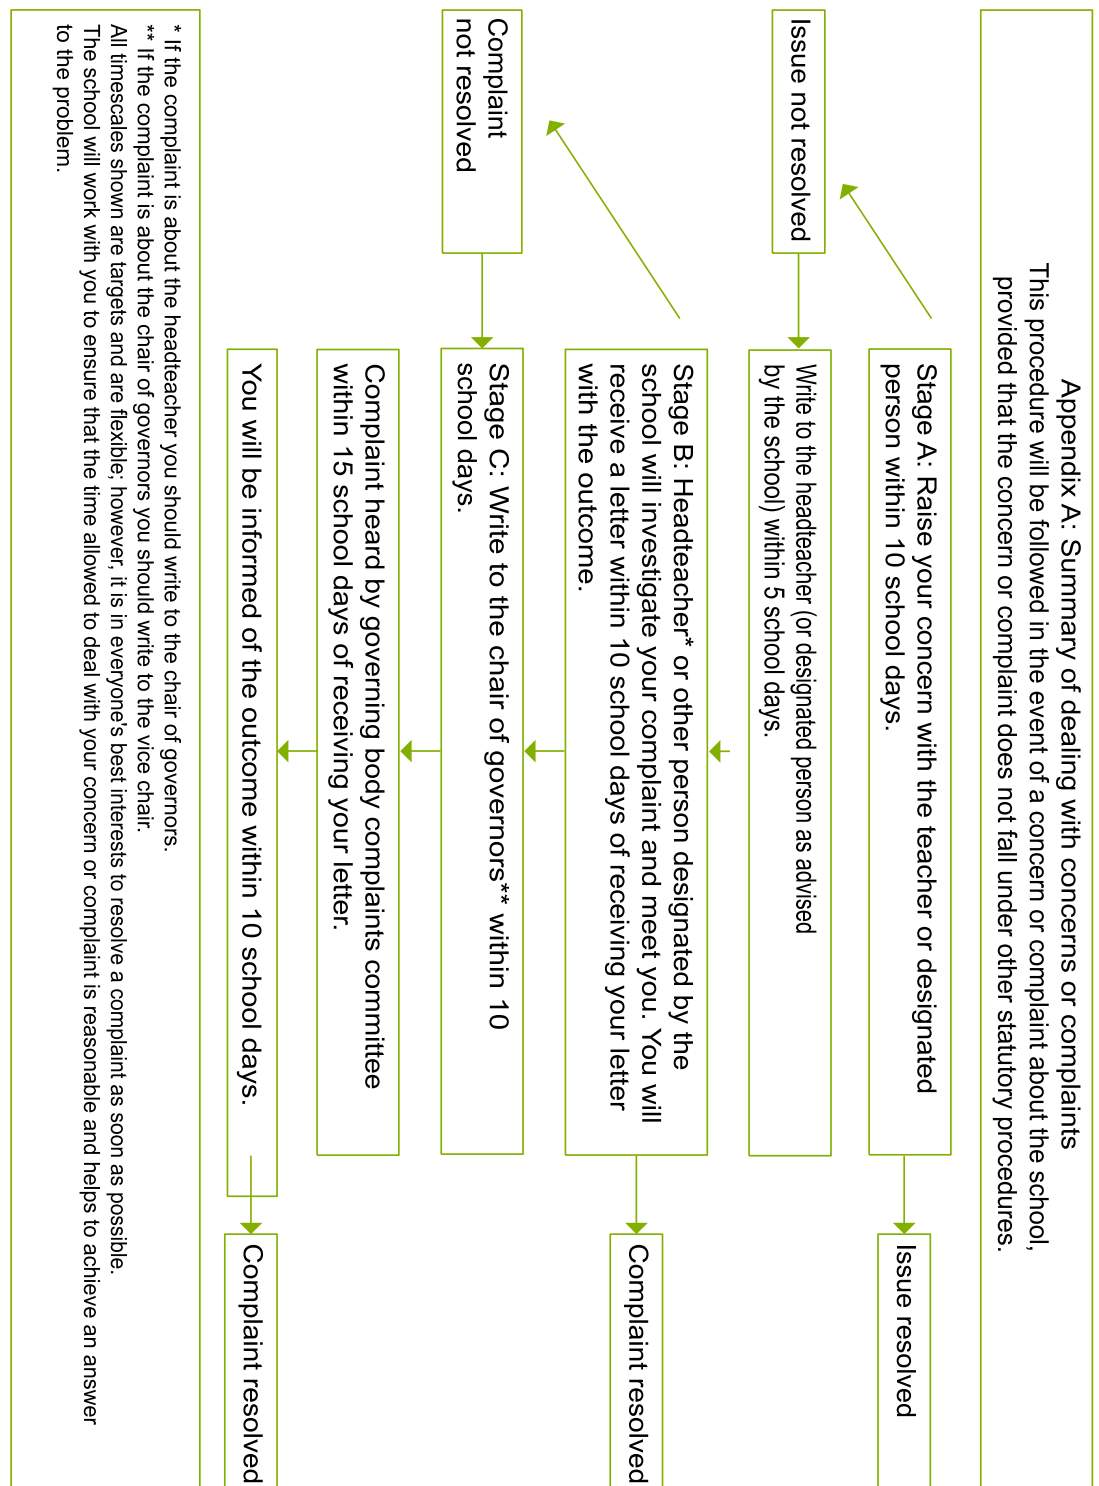 Appendix A: Summary of dealing with concerns or complaints
This procedure will be followed in the event of a concern or complaint about the school,
provided that the concern or complaint does not fall under other statutory procedures.
Stage A: Raise your concern with the teacher or designated
person within 10 school days.
Issue resolved
Issue not resolved
Write to the headteacher (or designated person as advised
by the school) within 5 school days.
Stage B: Headteacher* or other person designated by the
school will investigate your complaint and meet you. You will
receive a letter within 10 school days of receiving your letter
with the outcome.
Complaint resolved
Complaint
not resolved
Stage C: Write to the chair of governors** within 10
school days.
Complaint heard by governing body complaints committee
within 15 school days of receiving your letter.
You will be informed of the outcome within 10 school days.
Complaint resolved
* If the complaint is about the headteacher you should write to the chair of governors.
** If the complaint is about the chair of governors you should write to the vice chair.
All timescales shown are targets and are flexible; however, it is in everyone's best interests to resolve a complaint as soon as possible.
The school will work with you to ensure that the time allowed to deal with your concern or complaint is reasonable and helps to achieve an answer
to the problem.